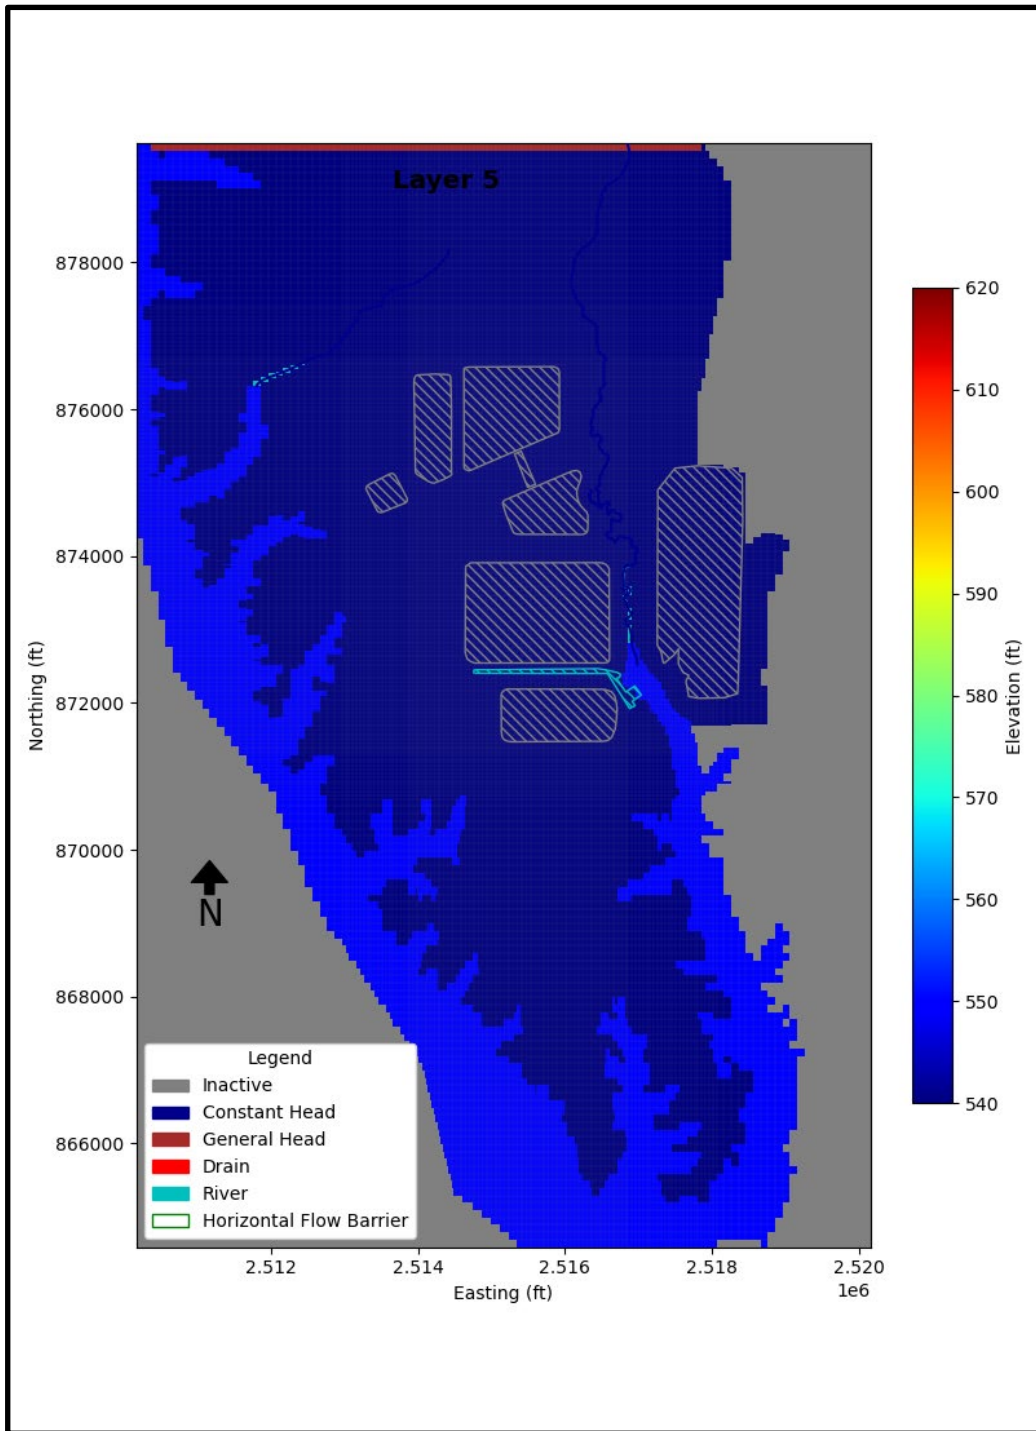 Layer 5
878000
876000
874000
872000
870000
868000
866000
Northing (ft)
N
Legend
Inactive
Constant Head
General Head
Drain
River
Horizontal Flow Barrier
2.512
2.514
2.516
2.518
2.520
1e6
Easting (ft)
620
610
600
590
580
570
560
550
540
Elevation (ft)